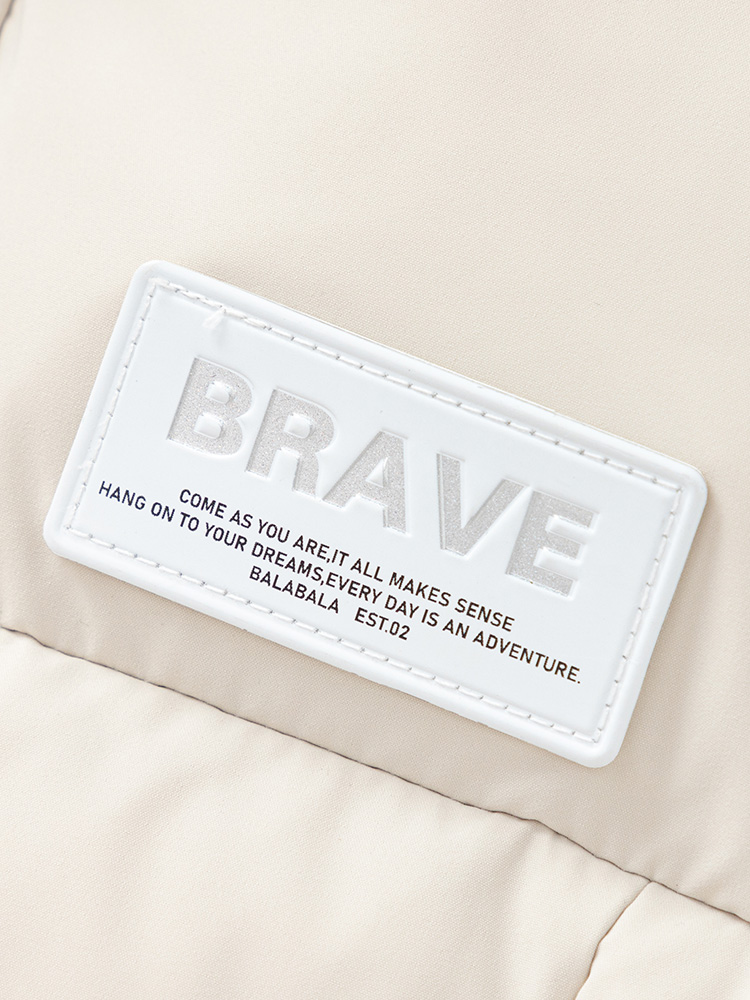 BRAVE
COME AS YOU ARE,IT ALL MAKES SENSE
HANG ON TO YOUR DREAMS,EVERY DAY IS AN ADVENTURE.
BALABALA EST.02